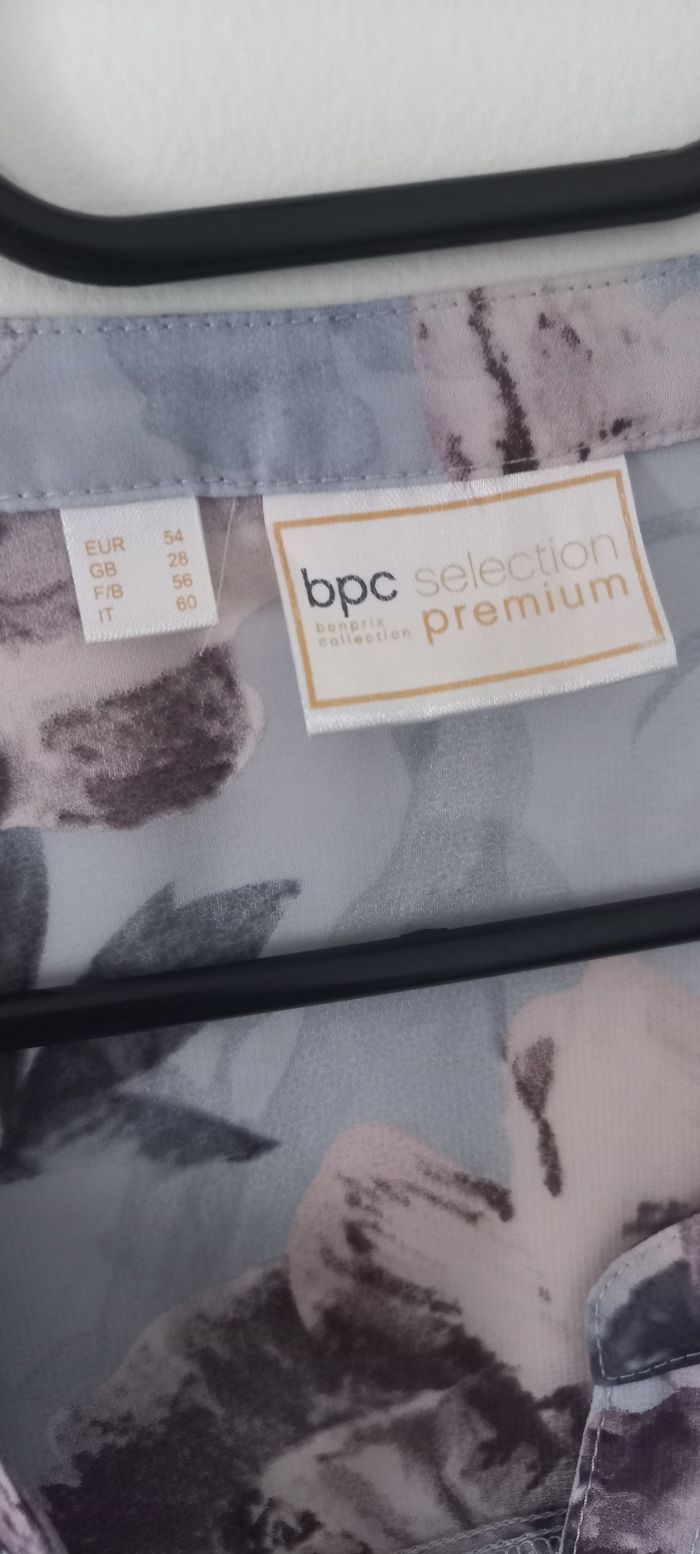 EUR 54
GB 28
F/B 56
IT 60
bpc selection
bonprix
collection
premium